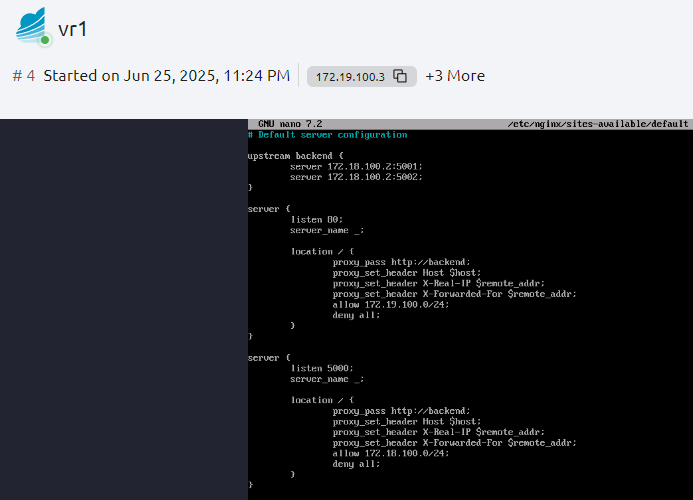 vr1
# 4 Started on Jun 25, 2025, 11:24 PM 172.19.100.3 +3 More
GNU nano 7.2 /etc/nginx/sites-available/default
# Default server configuration
upstream backend {
server 172.18.100.2:5001;
server 172.18.100.2:5002;
}
server {
listen 80;
server_name _;
location / {
proxy_pass http://backend;
proxy_set_header Host $host;
proxy_set_header X-Real-IP $remote_addr;
proxy_set_header X-Forwarded-For $remote_addr;
allow 172.19.100.0/24;
deny all;
}
}
server {
listen 5000;
server_name _;
location / {
proxy_pass http://backend;
proxy_set_header Host $host;
proxy_set_header X-Real-IP $remote_addr;
proxy_set_header X-Forwarded-For $remote_addr;
allow 172.18.100.0/24;
deny all;
}
}